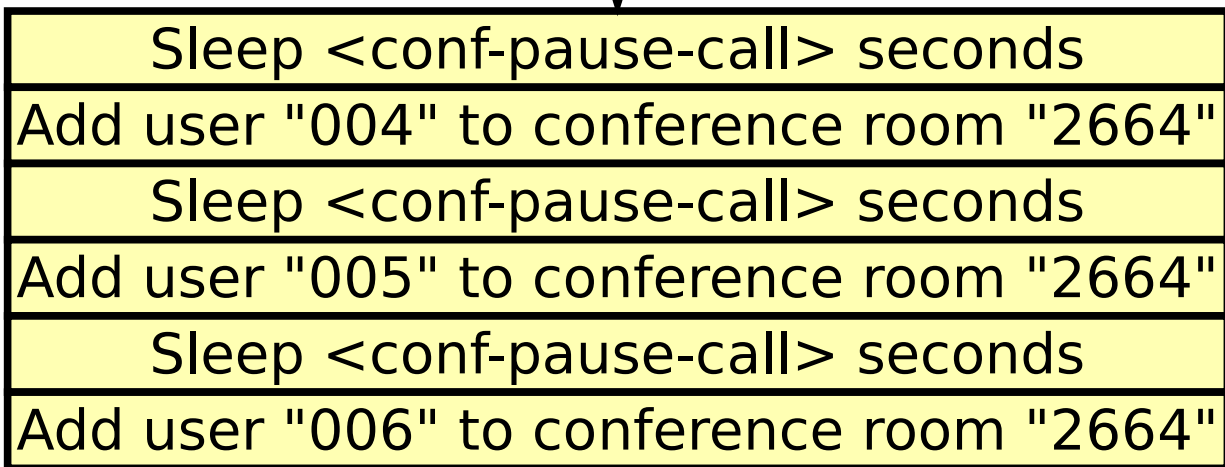 Sleep <conf-pause-call> seconds
Add user "004" to conference room "2664"
Sleep <conf-pause-call> seconds
Add user "005" to conference room "2664"
Sleep <conf-pause-call> seconds
Add user "006" to conference room "2664"